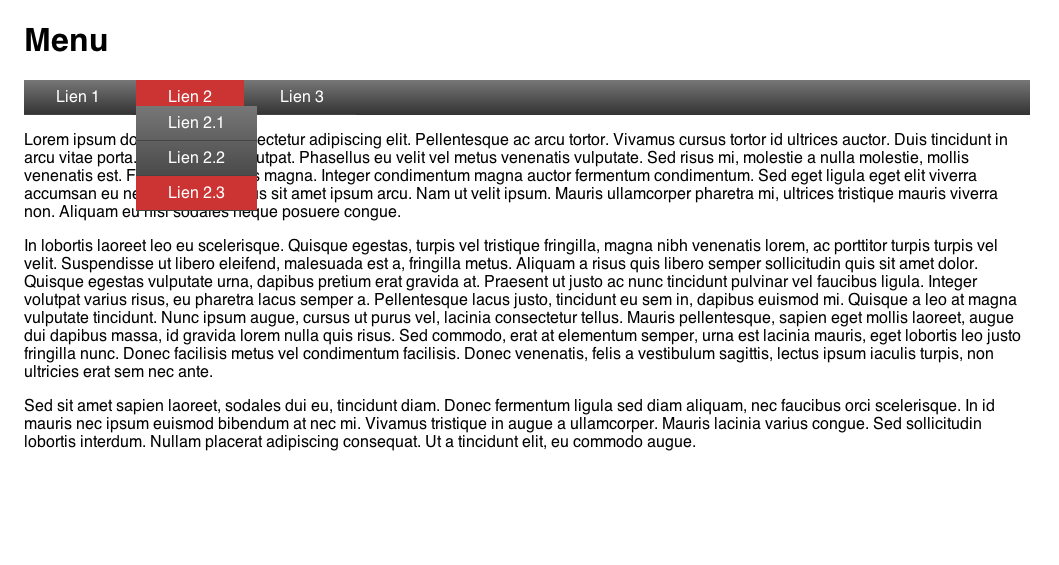 Menu
Lien 1 Lien 2 Lien 3
Lien 2.1
Lien 2.2
Lien 2.3
Lorem ipsum ectetur adipiscing elit. Pellentesque ac arcu tortor. Vivamus cursus tortor id ultrices auctor. Duis tincidunt in
arcu vitae porta. utpat. Phasellus eu velit vel metus venenatis vulputate. Sed risus mi, molestie a nulla molestie, mollis
venenatis est. F magna. Integer condimentum magna auctor fermentum condimentum. Sed eget ligula eget elit viverra
accumsan eu sit amet ipsum arcu. Nam ut velit ipsum. Mauris ullamcorper pharetra mi, ultrices tristique mauris viverra
non. Aliquam eu nisi sodales neque posuere congue.
In lobortis laoreet leo eu scelerisque. Quisque egestas, turpis vel tristique fringilla, magna nibh venenatis lorem, ac porttitor turpis turpis vel
velit. Suspendisse ut libero eleifend, malesuada est a, fringilla metus. Aliquam a risus quis libero semper sollicitudin quis sit amet dolor.
Quisque egestas vulputate urna, dapibus pretium erat gravida at. Praesent ut justo ac nunc tincidunt pulvinar vel faucibus ligula. Integer
volutpat varius risus, eu pharetra lacus semper a. Pellentesque lacus justo, tincidunt eu sem in, dapibus euismod mi. Quisque a leo at magna
vulputate tincidunt. Nunc ipsum augue, cursus ut purus vel, lacinia consectetur tellus. Mauris pellentesque, sapien eget mollis laoreet, augue
dui dapibus massa, id gravida lorem nulla quis risus. Sed commodo, erat at elementum semper, urna est lacinia mauris, eget lobortis leo justo
fringilla nunc. Donec facilisis metus vel condimentum facilisis. Donec venenatis, felis a vestibulum sagittis, lectus ipsum iaculis turpis, non
ultricies erat sem nec ante.
Sed sit amet sapien laoreet, sodales dui eu, tincidunt diam. Donec fermentum ligula sed diam aliquam, nec faucibus orci scelerisque. In id
mauris nec ipsum euismod bibendum at nec mi. Vivamus tristique in augue a ullamcorper. Mauris lacinia varius congue. Sed sollicitudin
lobortis interdum. Nullam placerat adipiscing consequat. Ut a tincidunt elit, eu commodo augue.